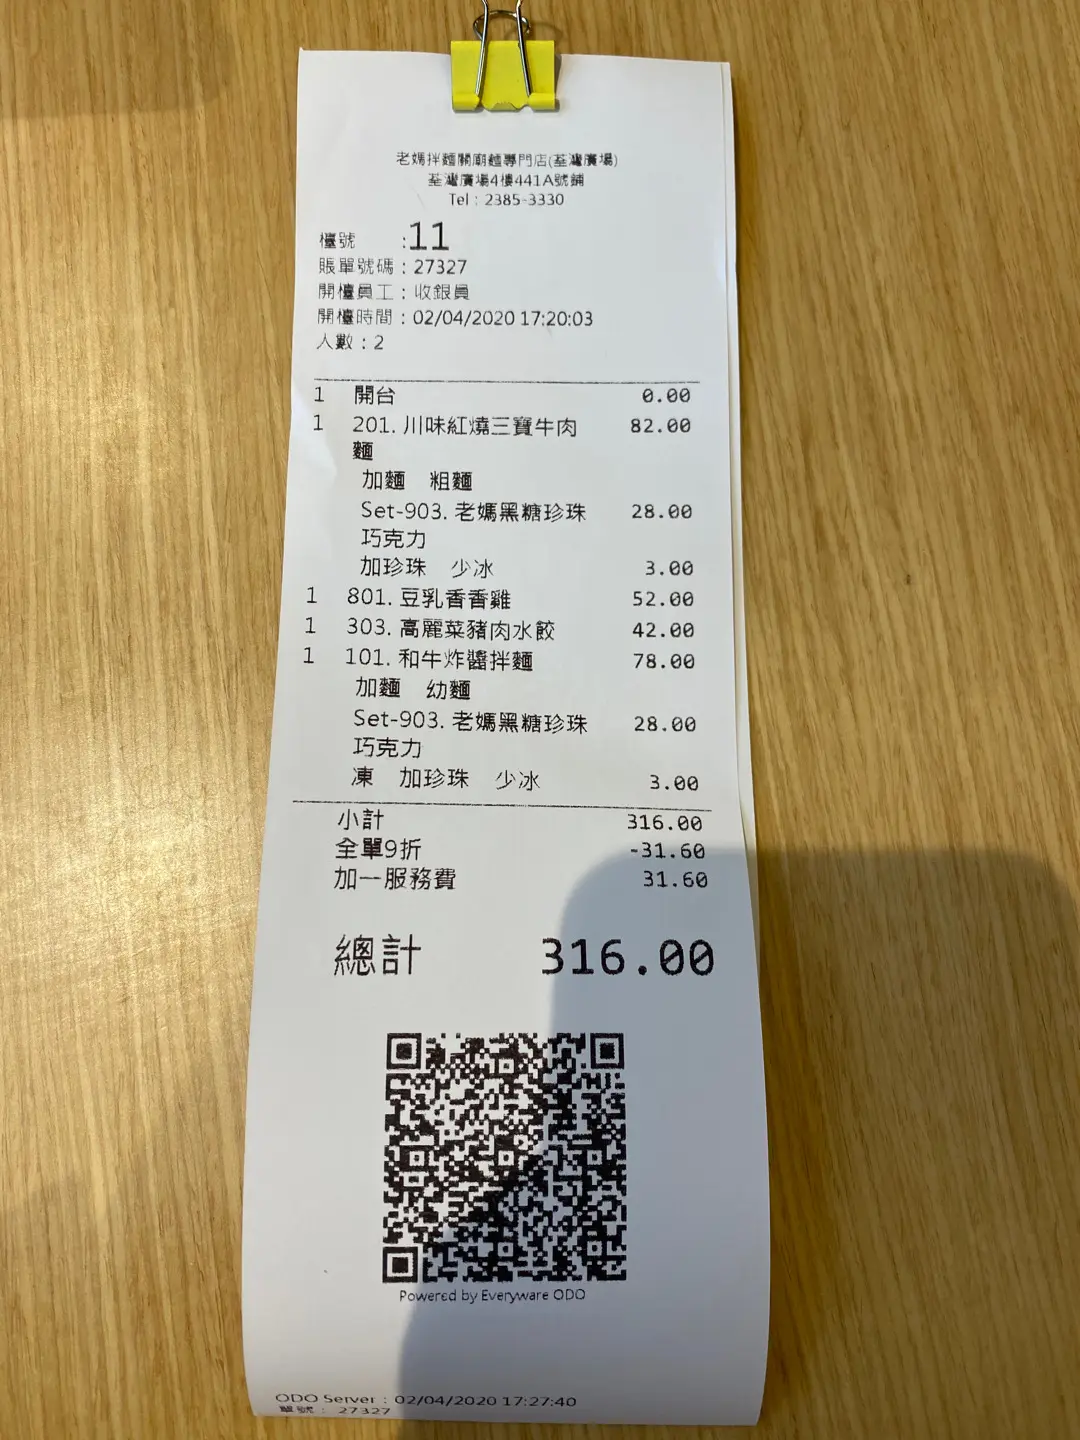 老媽拌麵關廟麵專門店(荃灣廣場)
荃灣廣場4樓441A號鋪
Tel : 2385-3330
檯號 :11
賬單號碼 : 27327
開檯員工 : 收銀員
開檯時間 : 02/04/2020 17:20:03
人數 : 2
1 開台 0.00
1 201. 川味紅燒三寶牛肉 82.00
麵
加麵 粗麵
Set-903. 老媽黑糖珍珠 28.00
巧克力
加珍珠 少冰 3.00
1 801. 豆乳香香雞 52.00
1 303. 高麗菜豬肉水餃 42.00
1 101. 和牛炸醬拌麵 78.00
加麵 幼麵
Set-903. 老媽黑糖珍珠 28.00
巧克力
凍 加珍珠 少冰 3.00
小計 316.00
全單9折 -31.60
加一服務費 31.60
總計 316.00
Powered by Everyware ODO
ODO Server : 02/04/2020 17:27:40
單號 : 27327